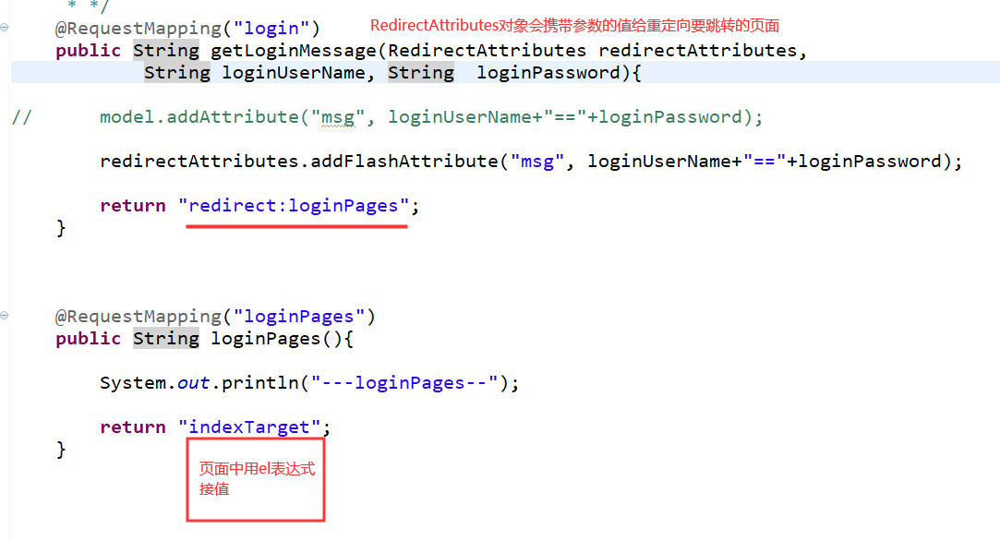 * */
@RequestMapping("login")
RedirectAttributes对象会携带参数的值给重定向要跳转的页面
public String getLoginMessage(RedirectAttributes redirectAttributes,
String loginUserName, String  loginPassword){
//      model.addAttribute("msg", loginUserName+"=="+loginPassword);
redirectAttributes.addFlashAttribute("msg", loginUserName+"=="+loginPassword);
return "redirect:loginPages";
}
@RequestMapping("loginPages")
public String loginPages(){
System.out.println("---loginPages--");
return "indexTarget";
}
页面中用el表达式
接值